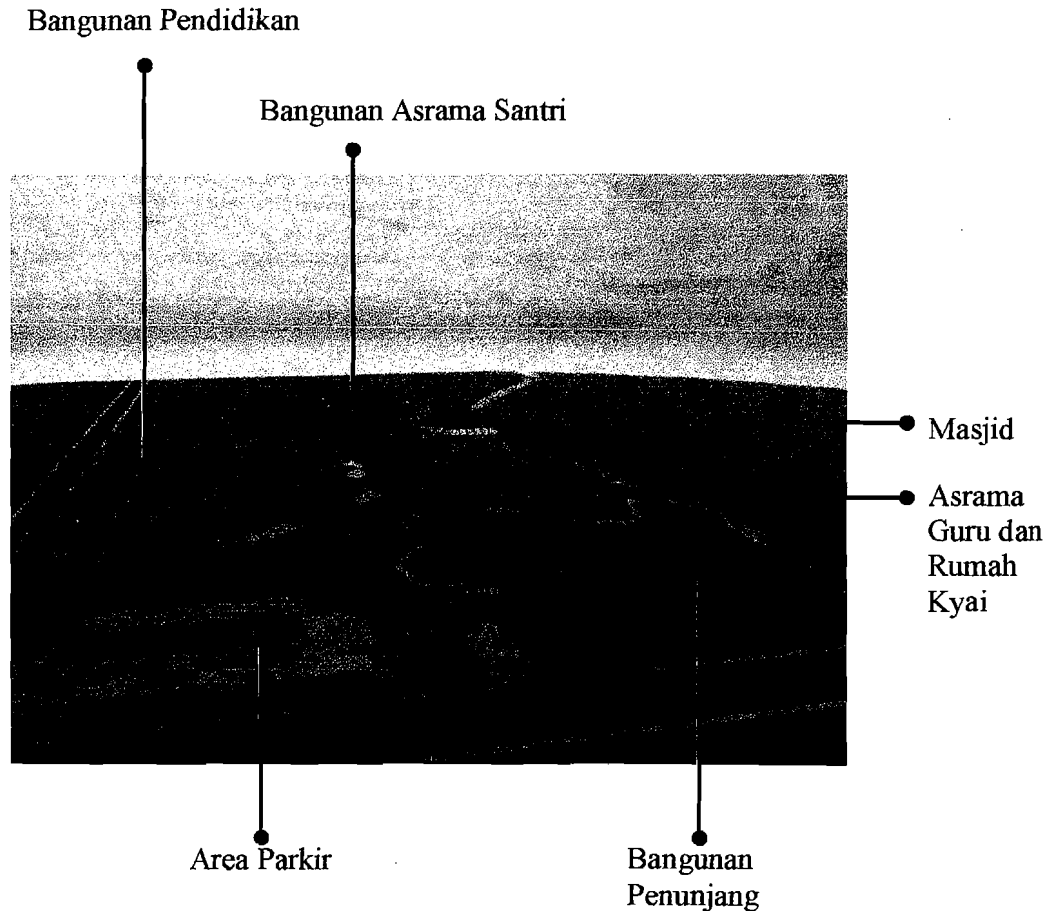 Bangunan Pendidikan
Bangunan Asrama Santri
Masjid
Asrama
Guru dan
Rumah
Kyai
Area Parkir
Bangunan
Penunjang